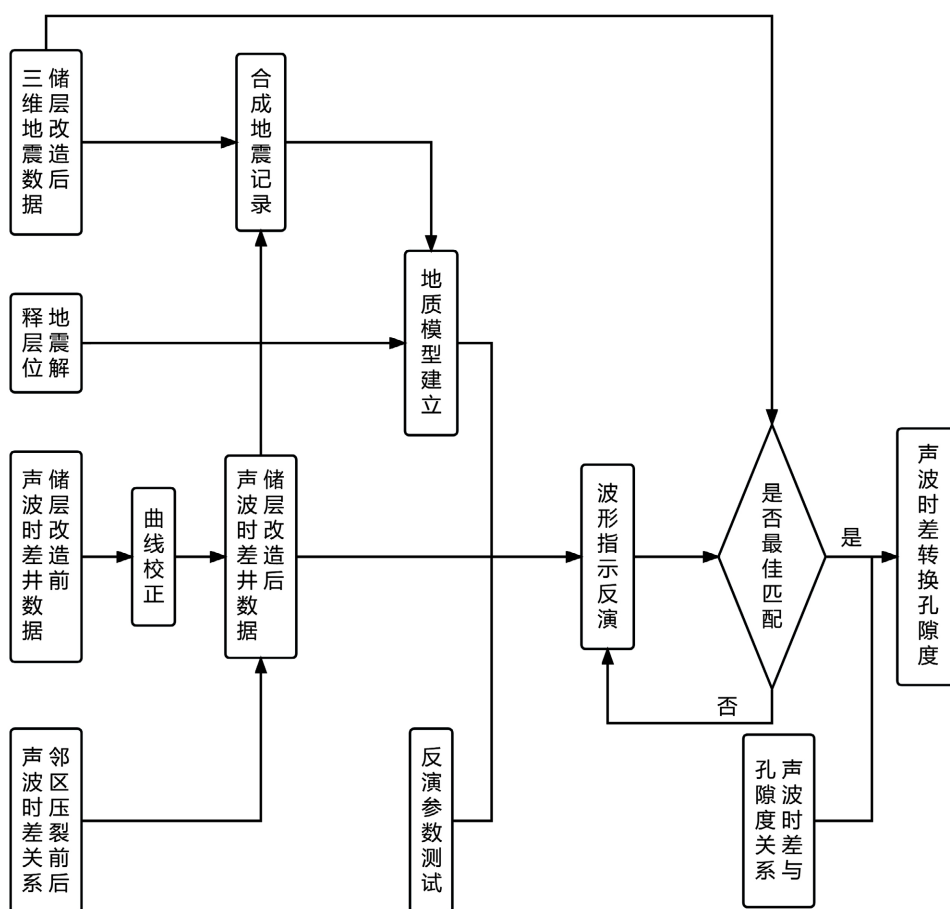 储层改造后
三维地震数据
合成地震记录
地震解
释层位
地质模型建立
储层改造前
声波时差井数据
曲线校正
储层改造后
声波时差井数据
波形指示反演
是否最佳匹配
是
声波时差转换孔隙度
否
邻区压裂前后
声波时差关系
反演参数测试
声波时差与
孔隙度关系